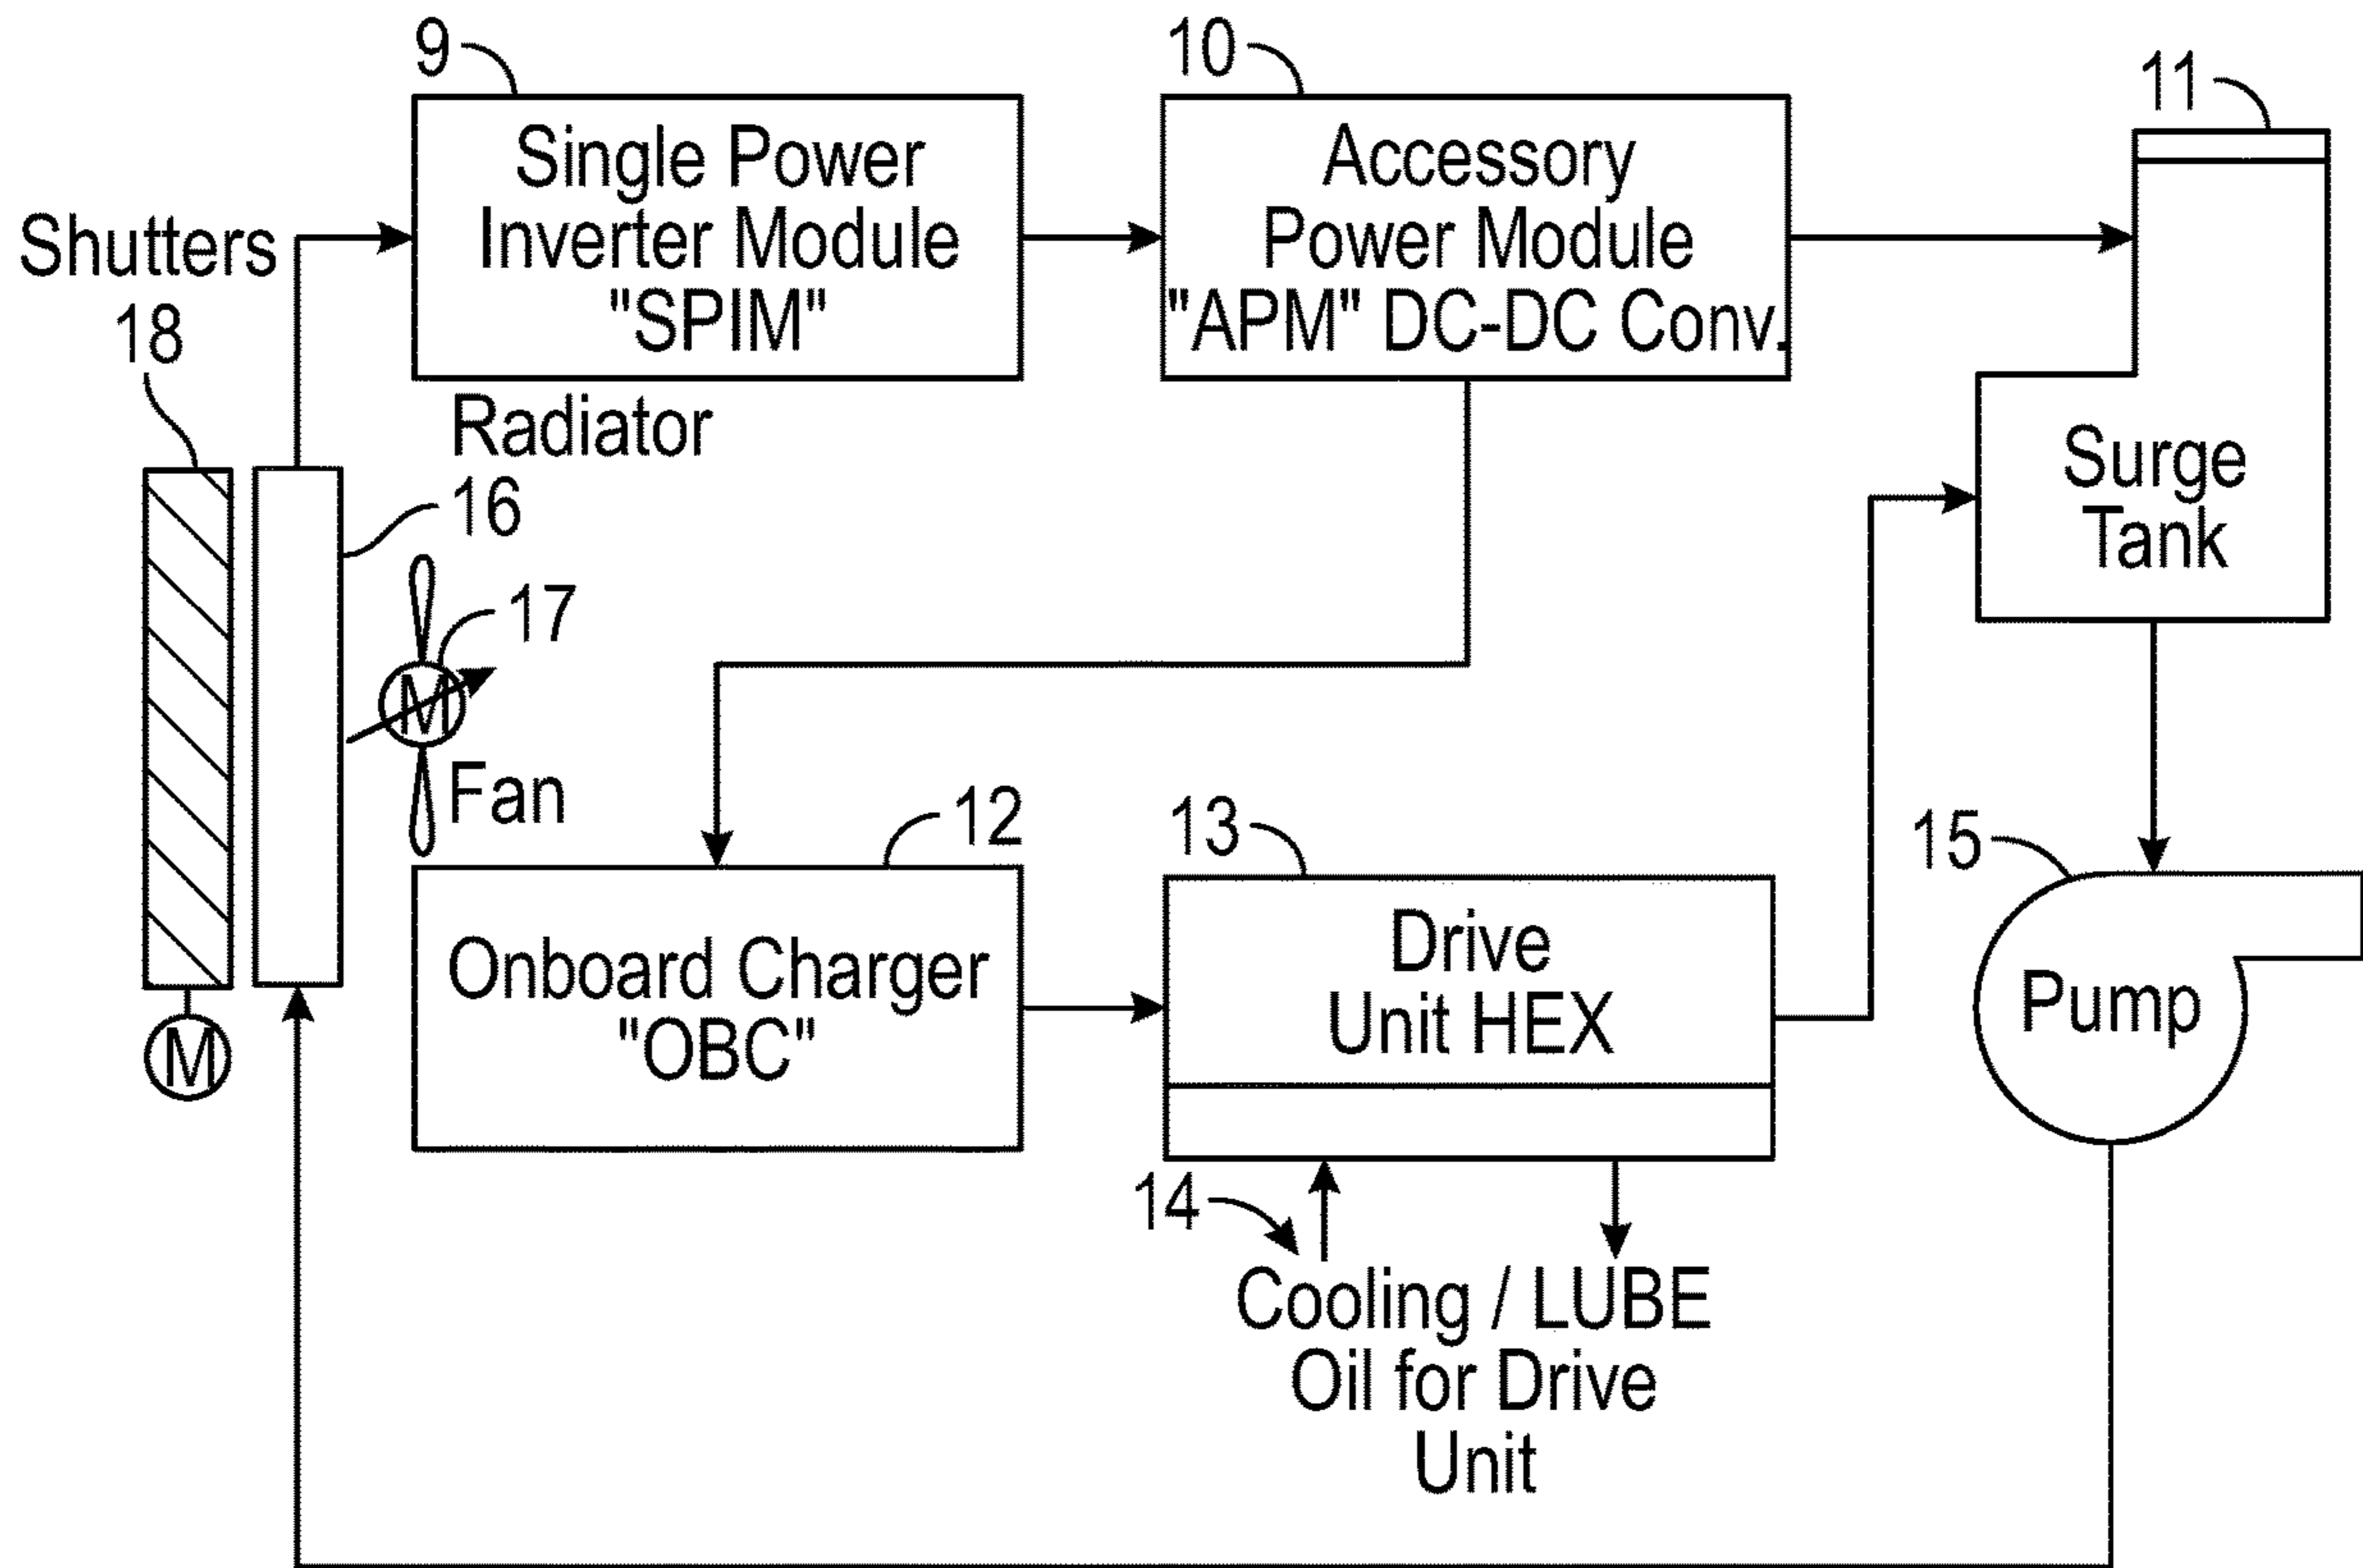 9
Single Power
Inverter Module
"SPIM"
10
Accessory
Power Module
"APM" DC-DC Conv.
11
Surge
Tank
Shutters
18
Radiator
16
17
M
Fan
M
12
Onboard Charger
"OBC"
13
Drive
Unit HEX
14
Cooling / LUBE
Oil for Drive
Unit
15
Pump